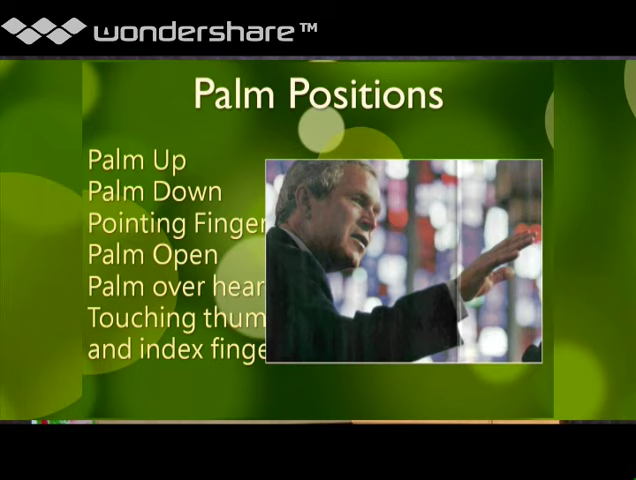 wondershare™
Palm Positions
Palm Up
Palm Down
Pointing Finger
Palm Open
Palm over hear
Touching thum
and index finge